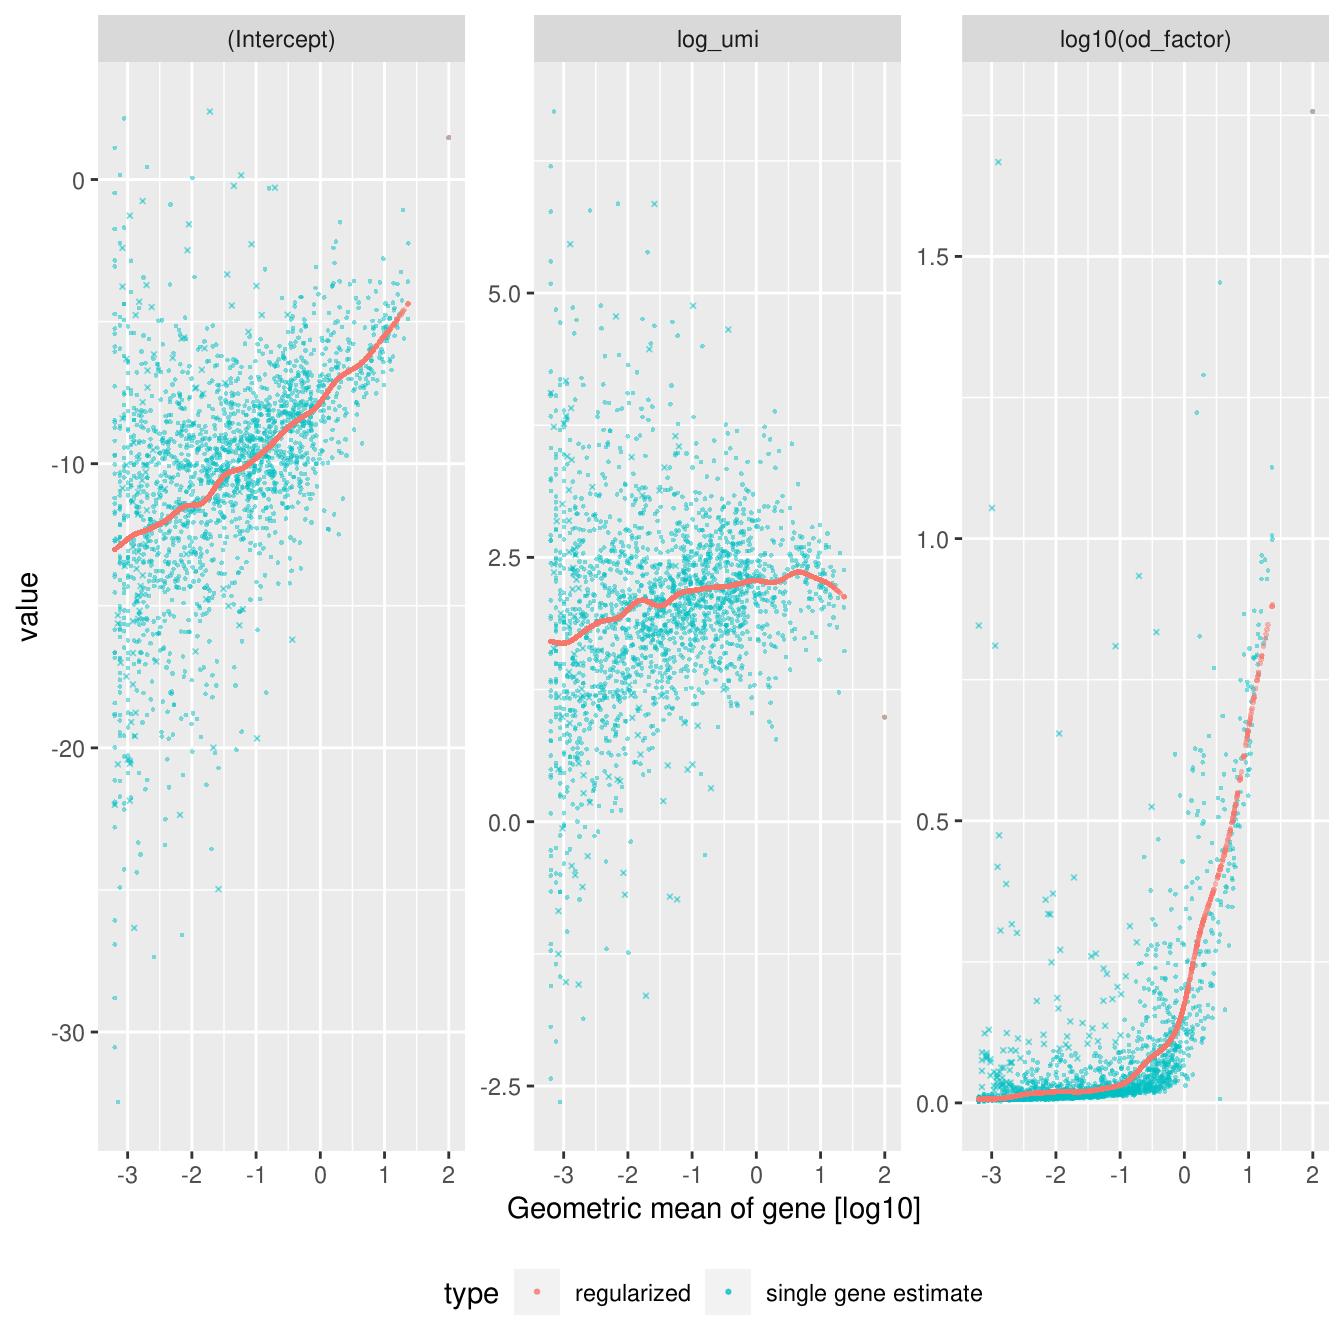 (Intercept) log_umi log10(od_factor)
value
0
-10
-20
-30
5.0
2.5
0.0
-2.5
1.5
1.0
0.5
0.0
-3 -2 -1 0 1 2 -3 -2 -1 0 1 2 -3 -2 -1 0 1 2
Geometric mean of gene [log10]
type regularized single gene estimate